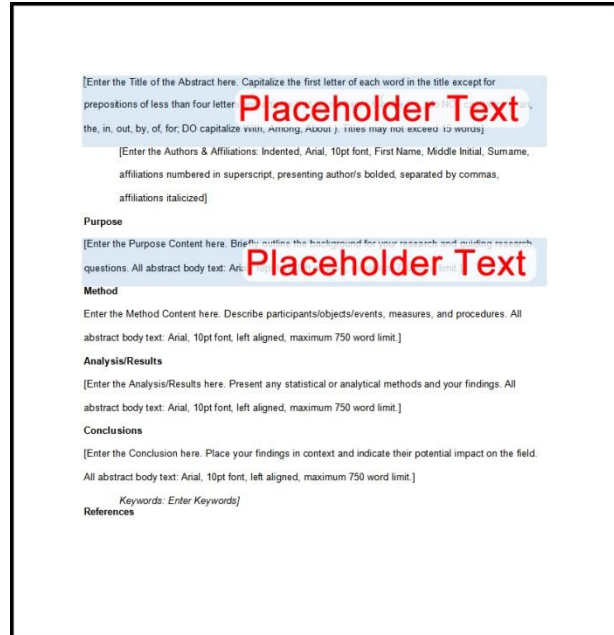 [Enter the Title of the Abstract here. Capitalize the first letter of each word in the title except for
prepositions of less than four letter
Placeholder Text
an,
the, in, out, by, of, for; DO capitalize With, Among, About ). Titles may not exceed 15 words]
[Enter the Authors & Affiliations: Indented, Arial, 10pt font, First Name, Middle Initial, Surname,
affiliations numbered in superscript, presenting author/s bolded, separated by commas,
affiliations italicized]
Purpose
[Enter the Purpose Content here. Briefly outline the background for your research and guiding research
questions. All abstract body text:
Placeholder Text
limit.]
Method
Enter the Method Content here. Describe participants/objects/events, measures, and procedures. All
abstract body text: Arial, 10pt font, left aligned, maximum 750 word limit.]
Analysis/Results
[Enter the Analysis/Results here. Present any statistical or analytical methods and your findings. All
abstract body text: Arial, 10pt font, left aligned, maximum 750 word limit.]
Conclusions
[Enter the Conclusion here. Place your findings in context and indicate their potential impact on the field.
All abstract body text: Arial, 10pt font, left aligned, maximum 750 word limit.]
Keywords: Enter Keywords]
References